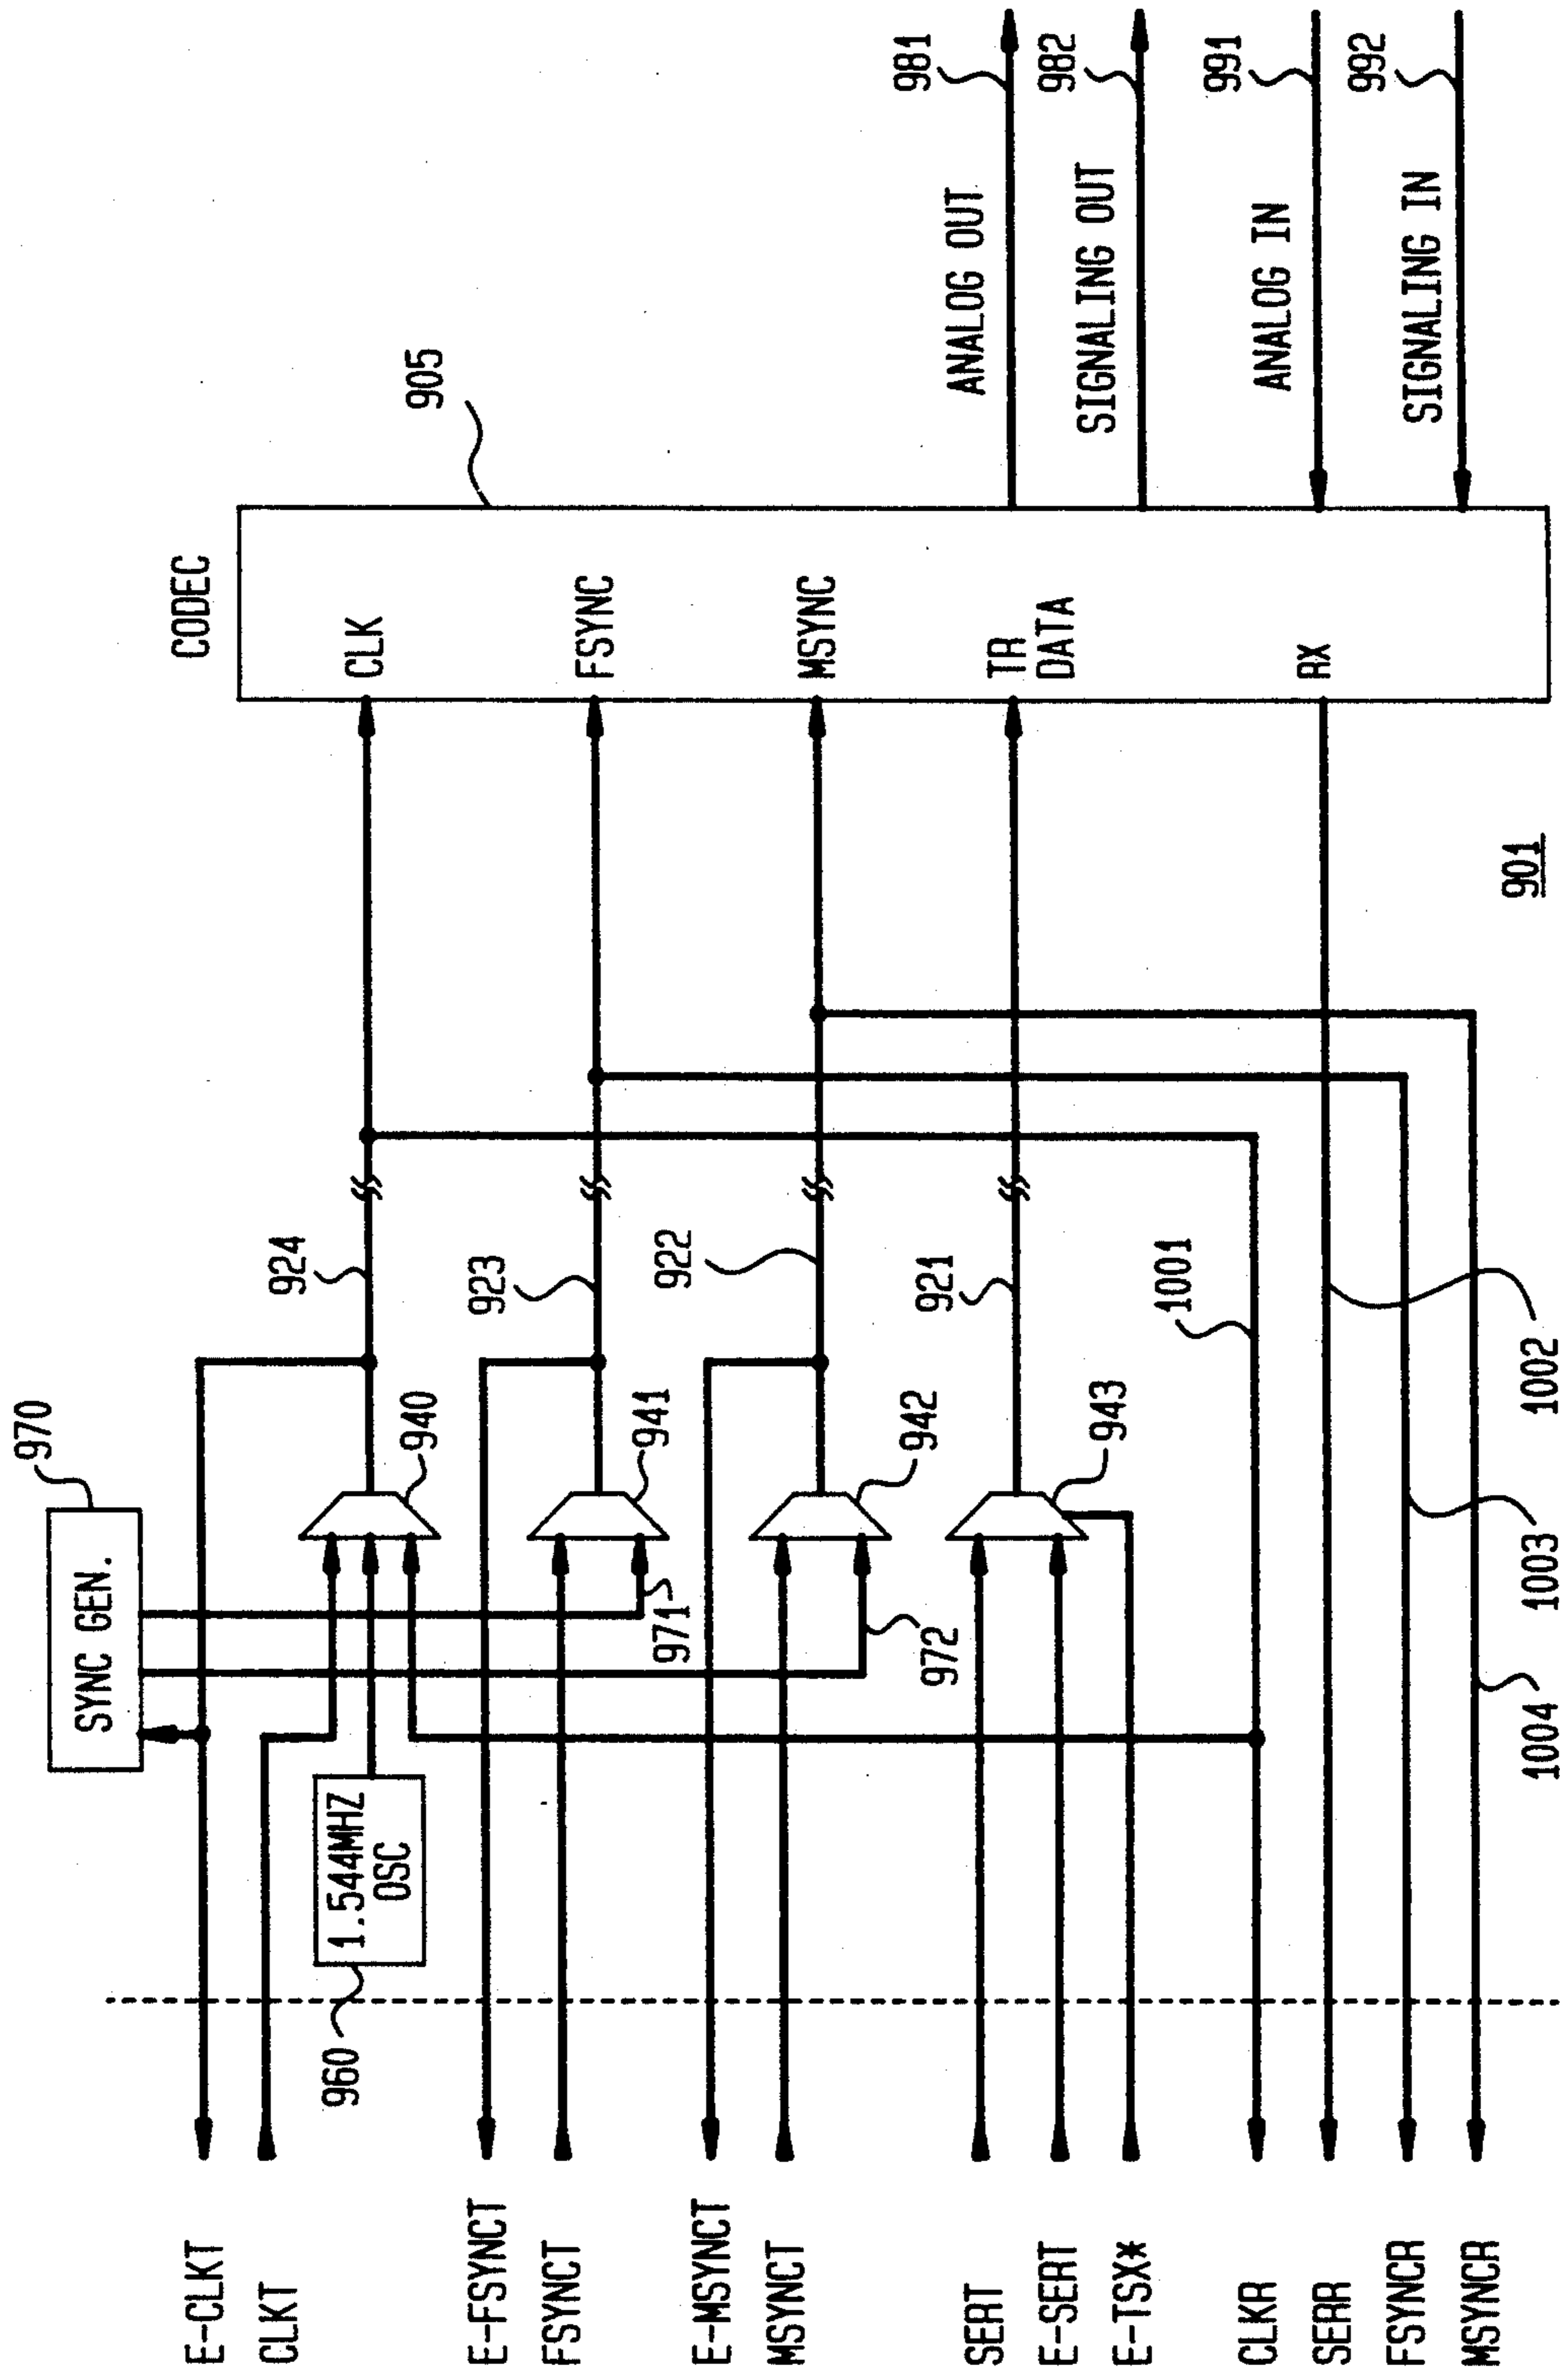 970
SYNC GEN.
E-CLKT
CLKT
960
1.544MHZ
OSC
940
924
CODEC
CLK
905
E-FSYNCT
FSYNCT
971
941
923
FSYNC
E-MSYNCT
MSYNCT
972
942
922
MSYNC
SERT
E-SERT
E-TSX*
943
921
TR
DATA
ANALOG OUT
981
SIGNALING OUT
982
CLKR
1001
SERR
1002
RX
ANALOG IN
991
FSYNCR
1003
SIGNALING IN
992
MSYNCR
1004
901